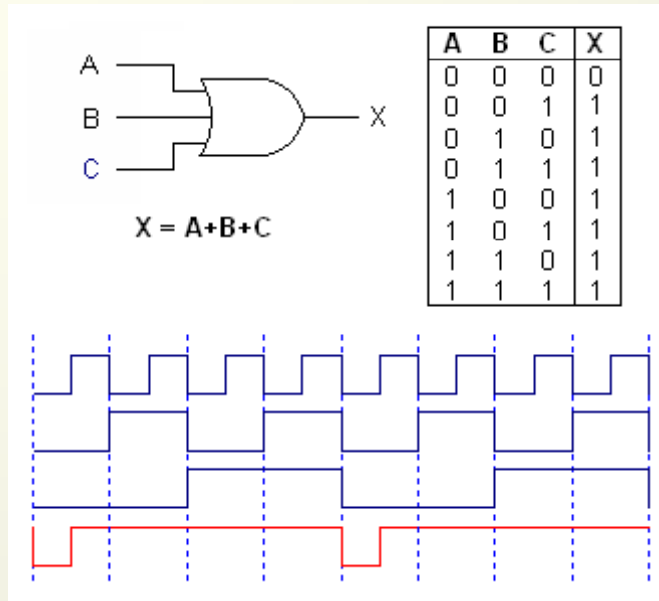 A
B
C
X
X = A+B+C
A B C X
0 0 0 0
0 0 1 1
0 1 0 1
0 1 1 1
1 0 0 1
1 0 1 1
1 1 0 1
1 1 1 1